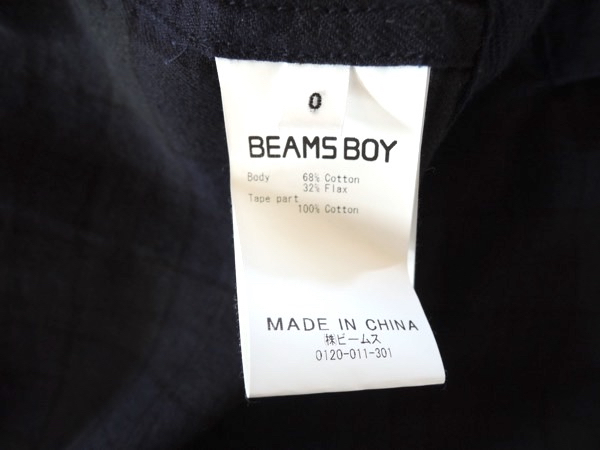 0
BEAMS BOY
Body 68% Cotton
32% Flax
Tape part
100% Cotton
MADE IN CHINA
㈱ビームス
0120-011-301